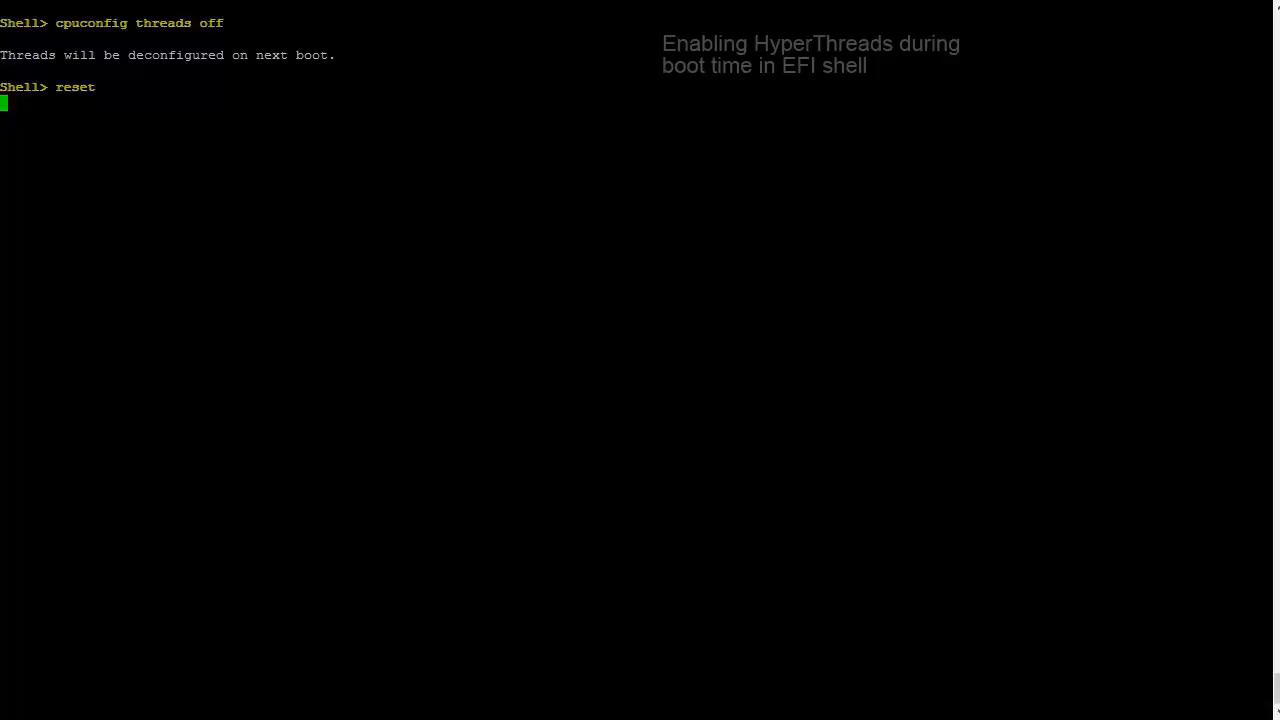 Shell> cpuconfig threads off
Threads will be deconfigured on next boot.
Shell> reset
Enabling HyperThreads during
boot time in EFI shell